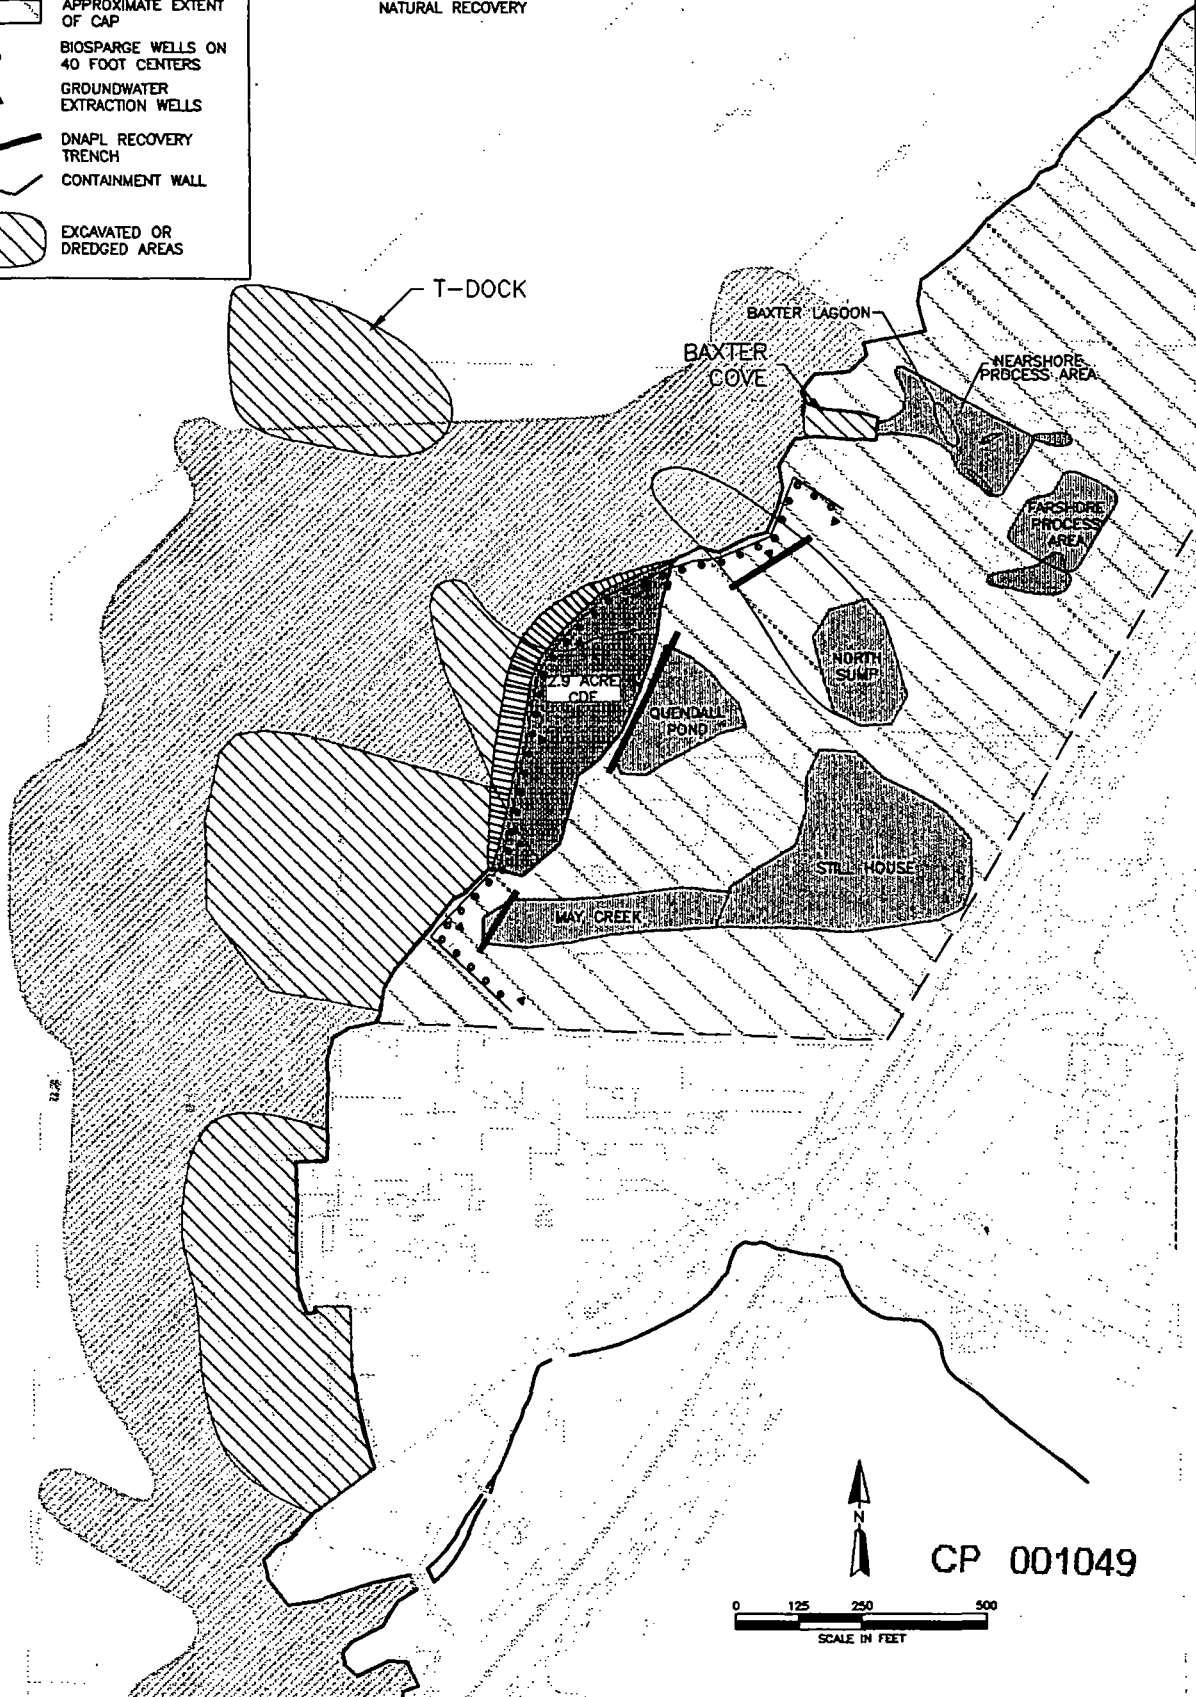 APPROXIMATE EXTENT
OF CAP
NATURAL RECOVERY
BIOSPARGE WELLS ON
40 FOOT CENTERS
GROUNDWATER
EXTRACTION WELLS
DNAPL RECOVERY
TRENCH
CONTAINMENT WALL
EXCAVATED OR
DREDGED AREAS
T-DOCK
BAXTER LAGOON
BAXTER
COVE
NEARSHORE
PROCESS AREA
FARSHORE
PROCESS
AREA
NORTH
SUMP
2.9 ACRE
CDF
QUENDALL
POND
STILL HOUSE
MAY CREEK
N
CP 001049
0 125 250 500
SCALE IN FEET